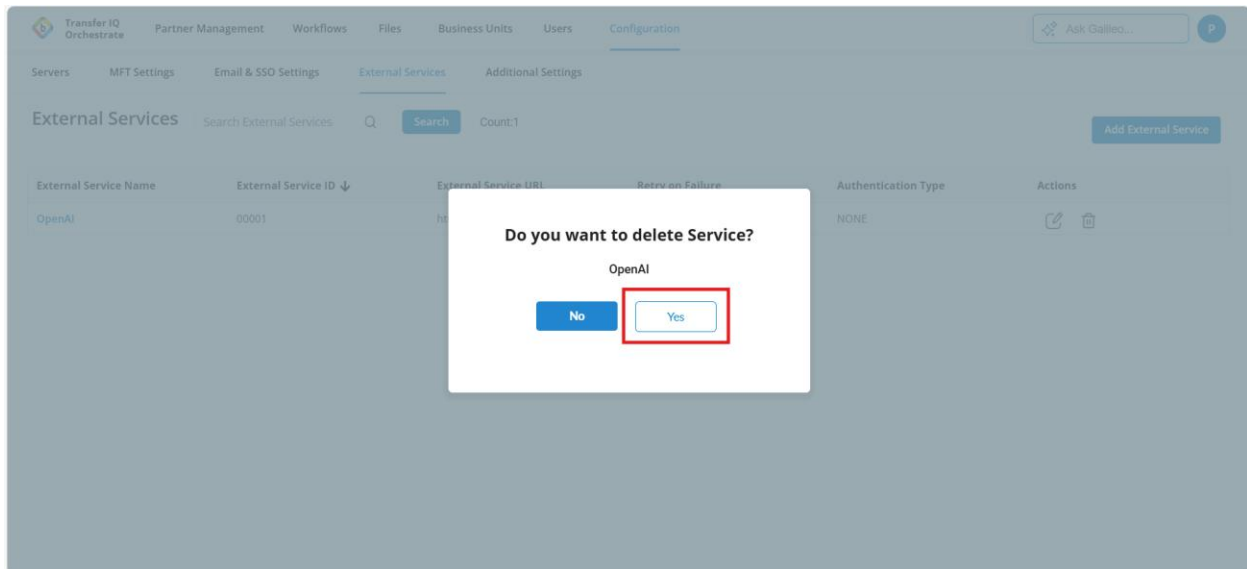 Transfer IQ
Orchestrate
Partner Management Workflows Files Business Units Users Configuration
Ask Galileo...
P
Servers MFT Settings Email & SSO Settings External Services Additional Settings
External Services Search External Services Search Count:1
Add External Service
External Service Name External Service ID External Service URL Retry on Failure Authentication Type Actions
OpenAI 00001 ht NONE
Do you want to delete Service?
OpenAI
No Yes